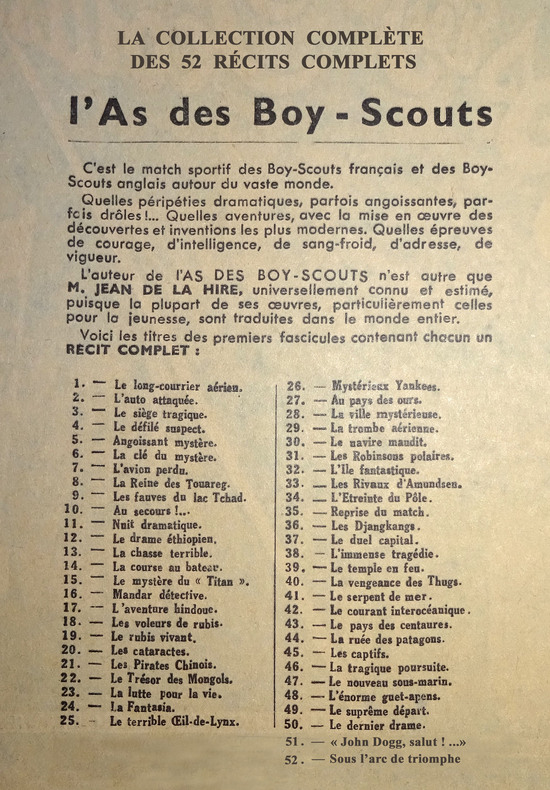 LA COLLECTION COMPLÈTE
DES 52 RÉCITS COMPLETS
l'As des Boy-Scouts
C'est le match sportif des Boy-Scouts français et des Boy-
Scouts anglais autour du vaste monde.
Quelles péripéties dramatiques, parfois angoissantes, par-
fois drôles!... Quelles aventures, avec la mise en œuvre des
découvertes et inventions les plus modernes. Quelles épreuves
de courage, d'intelligence, de sang-froid, d'adresse, de
vigueur.
L'auteur de l'AS DES BOY-SCOUTS n'est autre que
M. JEAN DE LA HIRE, universellement connu et estimé,
puisque la plupart de ses œuvres, particulièrement celles
pour la jeunesse, sont traduites dans le monde entier.
Voici les titres des premiers fascicules contenant chacun un
RECIT COMPLET :
1. — Le long-courrier aérien.
2. — L'auto attaquée.
3. — Le siège tragique.
4. — Le défilé suspect.
5. — Angoissant mystère.
6. — La clé du mystère.
7. — L'avion perdu.
8. — La Reine des Touareg.
9. — Les fauves du lac Tchad.
10. — Au secours !...
11. — Nuit dramatique.
12. — Le drame éthiopien.
13. — La chasse terrible.
14. — La course au bateau.
15. — Le mystère du « Titan ».
16. — Mandar détective.
17. — L'aventure hindoue.
18. — Les voleurs de rubis.
19. — Le rubis vivant.
20. — Les cataractes.
21. — Les Pirates Chinois.
22. — Le Trésor des Mongols.
23. — La lutte pour la vie.
24. — La Fantasia.
25. — Le terrible Œil-de-Lynx.
26. — Mystérieux Yankees.
27. — Au pays des ours.
28. — La ville mystérieuse.
29. — La trombe aérienne.
30. — Le navire maudit.
31. — Les Robinsons polaires.
32. — L'Ile fantastique.
33. — Les Rivaux d'Amundsen.
34. — L'Etreinte du Pôle.
35. — Reprise du match.
36. — Les Djangkangs.
37. — Le duel capital.
38. — L'immense tragédie.
39. — Le temple en feu.
40. — La vengeance des Thugs.
41. — Le serpent de mer.
42. — Le courant interocéanique.
43. — Le pays des centaures.
44. — La ruée des patagons.
45. — Les captifs.
46. — La tragique poursuite.
47. — Le nouveau sous-marin.
48. — L'énorme guet-apens.
49. — Le suprême départ.
50. — Le dernier drame.
51. — « John Dogg, salut ! ...»
52. — Sous l'arc de triomphe